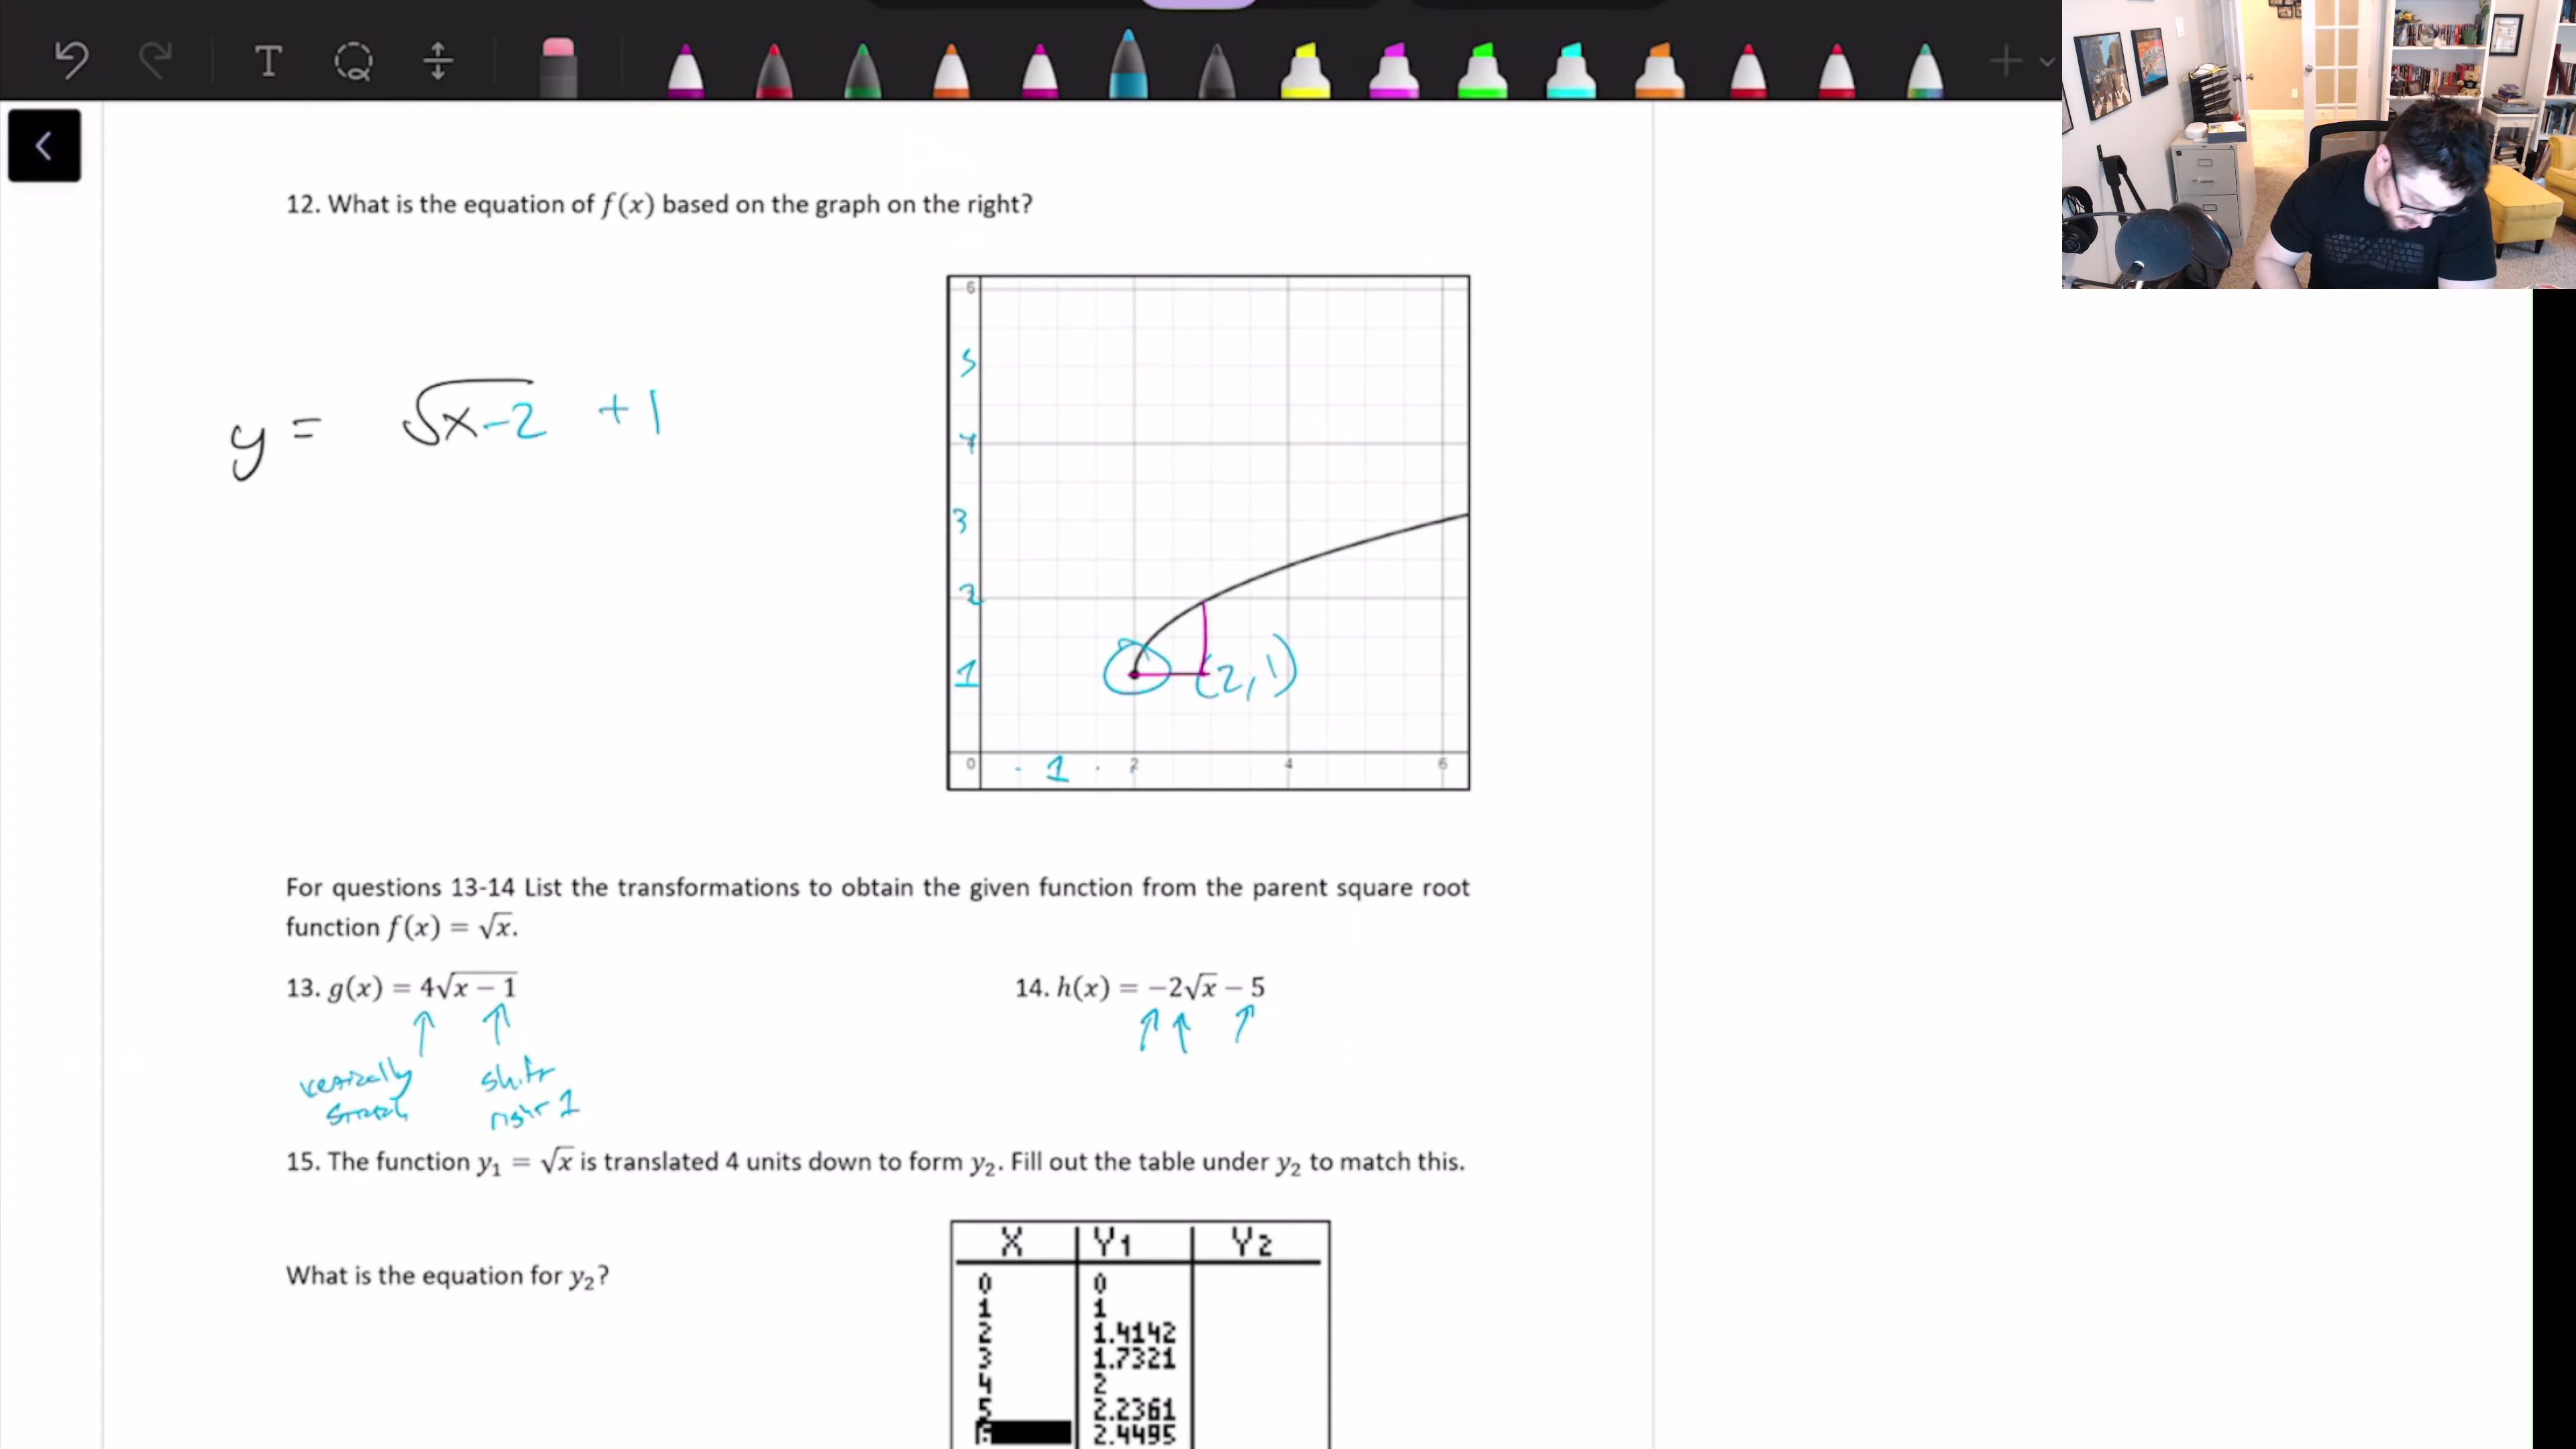 T
12. What is the equation of f(x) based on the graph on the right?
y = √x-2 +1
6
5
4
3
2
1
(2,1)
0 1 2 4 6
For questions 13-14 List the transformations to obtain the given function from the parent square root
function f(x) = √x.
13. g(x) = 4√x − 1
14. h(x) = −2√x − 5
vertically
stretch
shift
right 1
15. The function y₁ = √x is translated 4 units down to form y₂. Fill out the table under y₂ to match this.
What is the equation for y₂?
X Y1 Y2
0 0
1 1
2 1.4142
3 1.7321
4 2
5 2.2361
6 2.4495